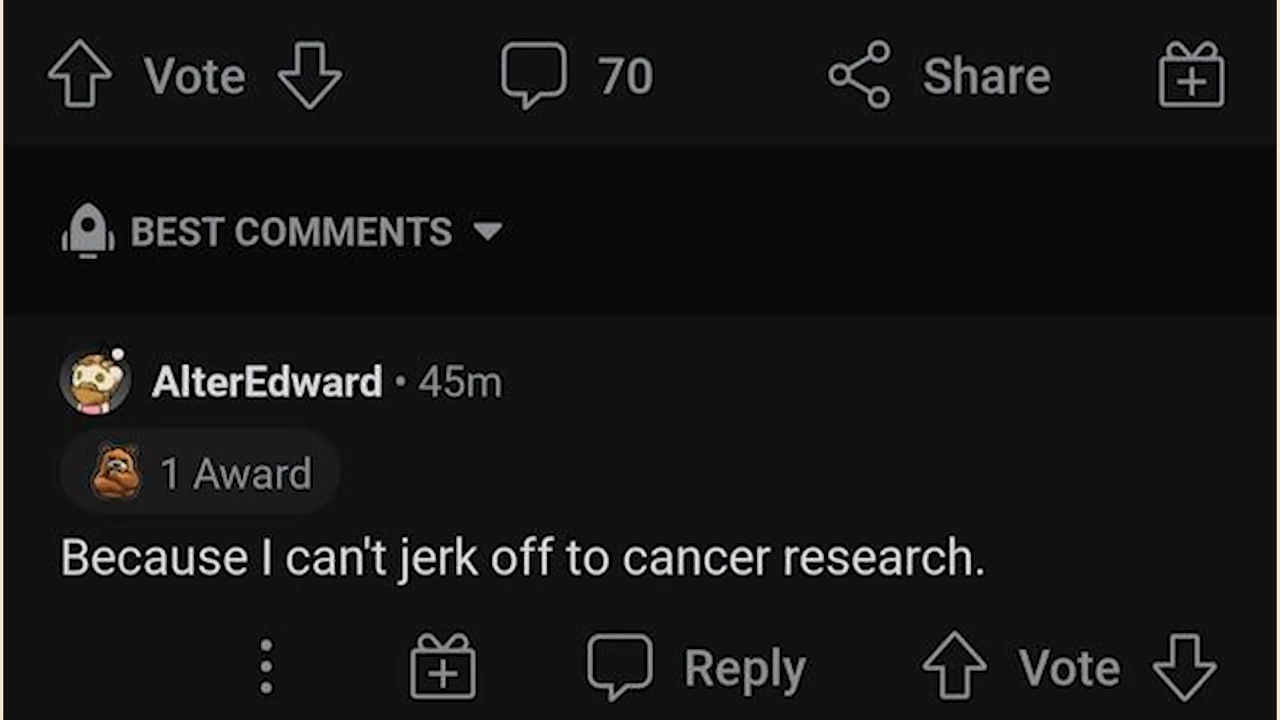 Vote 70 Share
BEST COMMENTS
AlterEdward • 45m
1 Award
Because I can't jerk off to cancer research.
Reply Vote